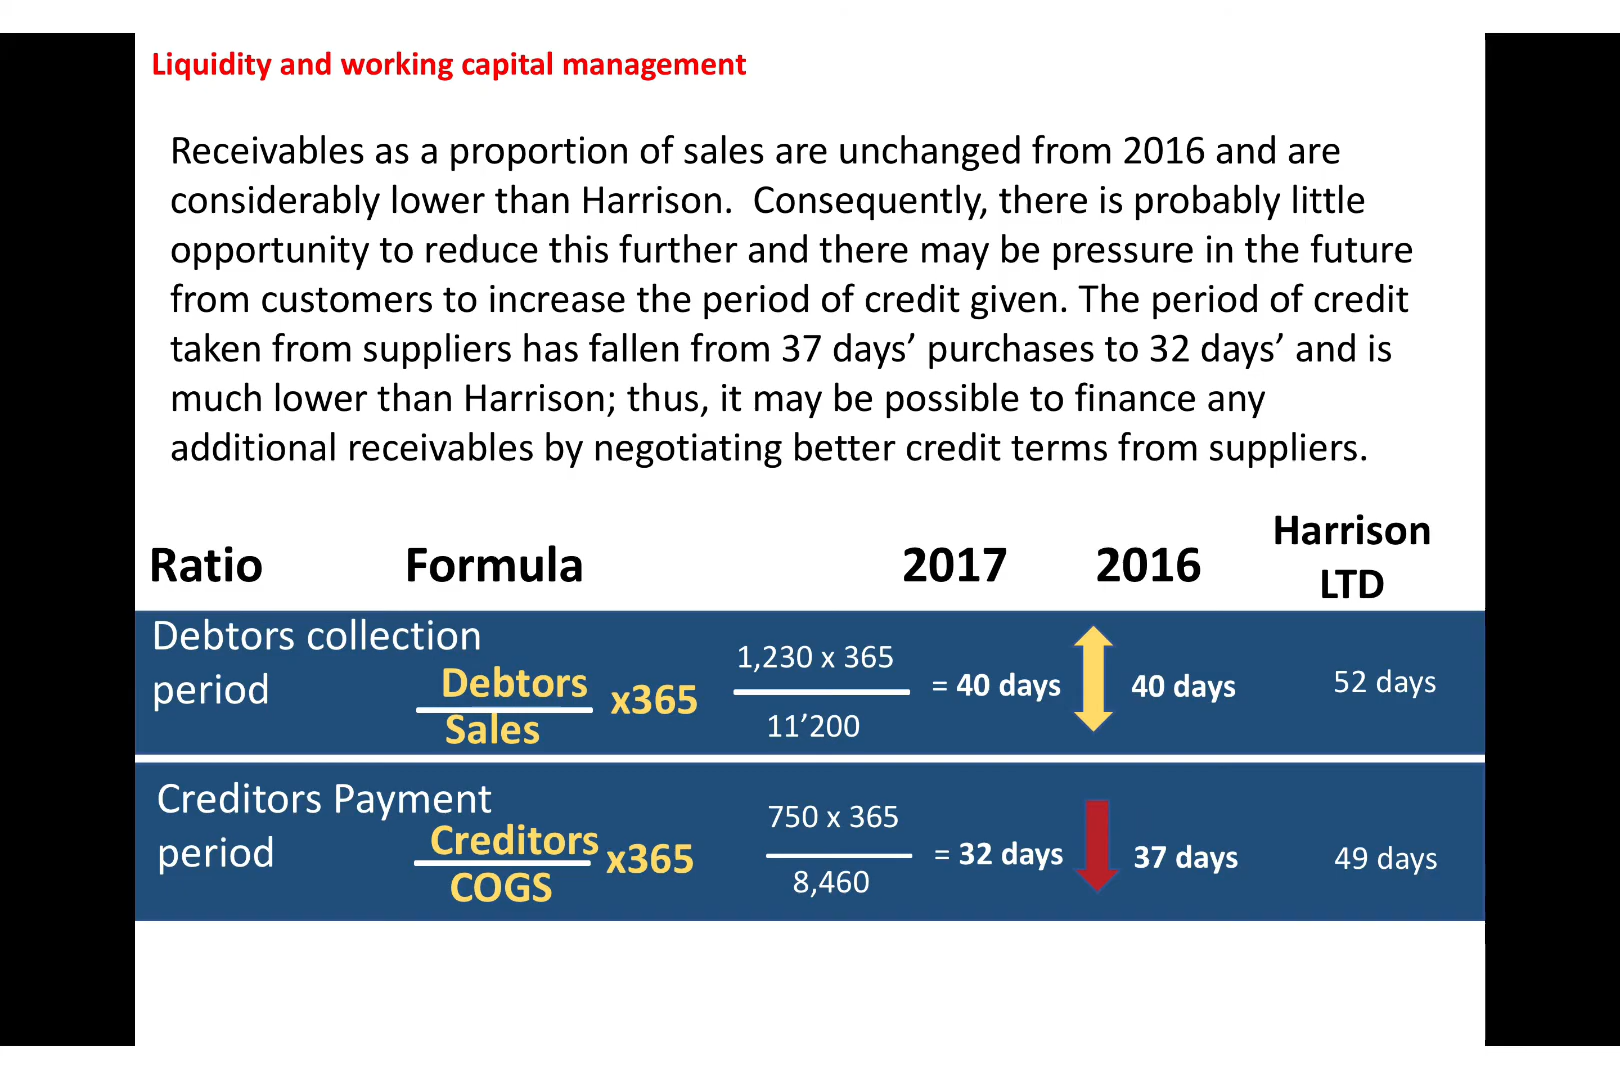 Liquidity and working capital management
Receivables as a proportion of sales are unchanged from 2016 and are
considerably lower than Harrison.  Consequently, there is probably little
opportunity to reduce this further and there may be pressure in the future
from customers to increase the period of credit given. The period of credit
taken from suppliers has fallen from 37 days’ purchases to 32 days’ and is
much lower than Harrison; thus, it may be possible to finance any
additional receivables by negotiating better credit terms from suppliers.
Ratio Formula 2017 2016 Harrison
LTD
Debtors collection
period
Debtors
Sales
x365
1,230 x 365
11’200
= 40 days
40 days
52 days
Creditors Payment
period
Creditors
COGS
x365
750 x 365
8,460
= 32 days
37 days
49 days